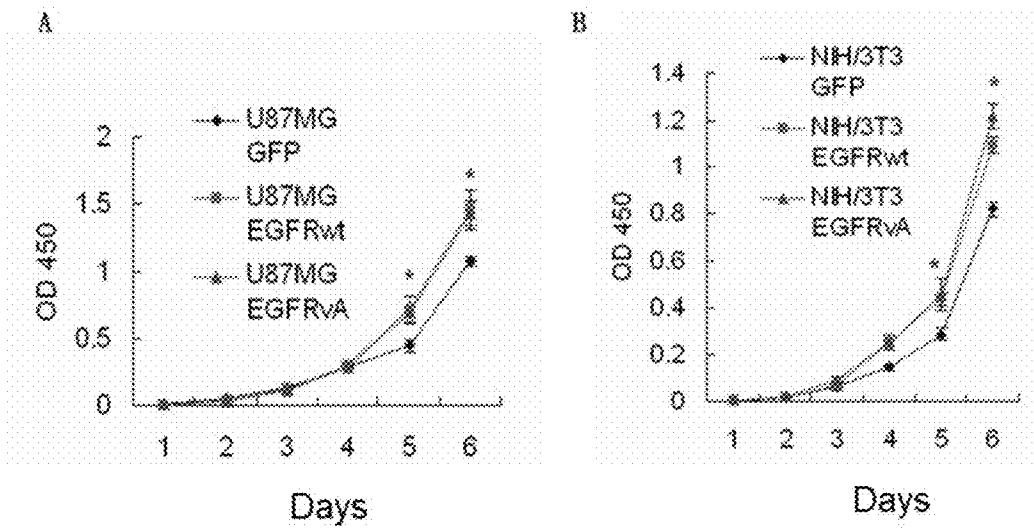 A
U87MG
GFP
U87MG
EGFRwt
U87MG
EGFRvA
OD 450
2
1.5
1
0.5
0
*
*
1 2 3 4 5 6
Days
B
NIH/3T3
GFP
NIH/3T3
EGFRwt
NIH/3T3
EGFRvA
OD 450
1.4
1.2
1
0.8
0.6
0.4
0.2
0
*
*
1 2 3 4 5 6
Days